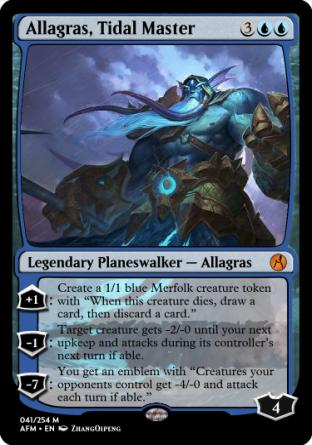 Allagras, Tidal Master 3
Legendary Planeswalker — Allagras
Create a 1/1 blue Merfolk creature token
+1 : with “When this creature dies, draw a
card, then discard a card.”
Target creature gets -2/-0 until your next
-1 : upkeep and attacks during its controller’s
next turn if able.
You get an emblem with “Creatures your
-7 : opponents control get -4/-0 and attack
each turn if able.”
4
041/254 M
AFM • EN ZHANGQIPENG